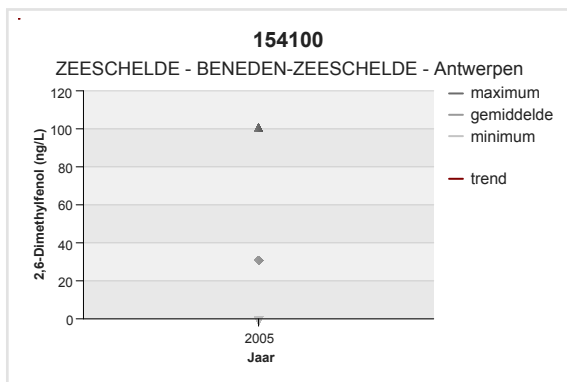 154100
ZEESCHELDE - BENEDEN-ZEESCHELDE - Antwerpen
120
100
80
60
40
20
0
2,6-Dimethylfenol (ng/L)
2005
Jaar
maximum
gemiddelde
minimum
trend